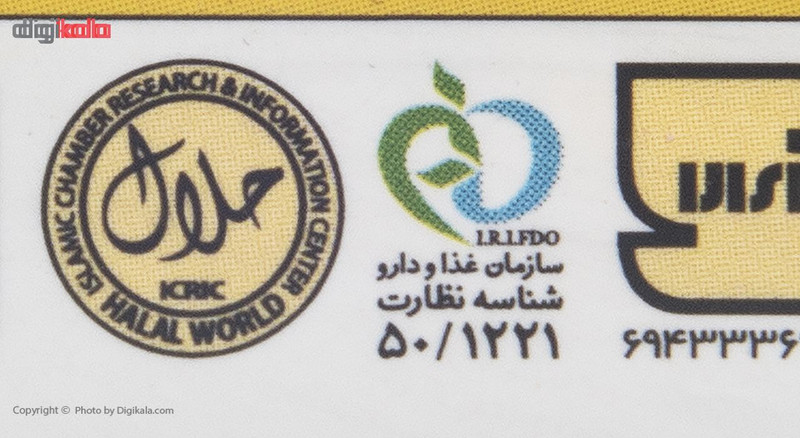 digikala
ISLAMIC CHAMBER RESEARCH & INFORMATION CENTER
حلال
ICRIC
HALAL WORLD
I.R.I.FDO
سازمان غذا و دارو
شناسه نظارت
۵۰/۱۲۲۱
۶۹۴۳۳۳۶
Copyright © Photo by Digikala.com